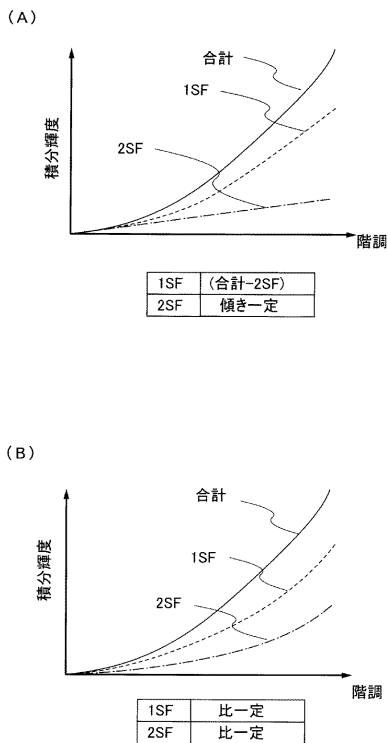 (A)
合計
1SF
2SF
積分輝度
階調
1SF (合計-2SF)
2SF 傾き一定
(B)
合計
1SF
2SF
積分輝度
階調
1SF 比一定
2SF 比一定